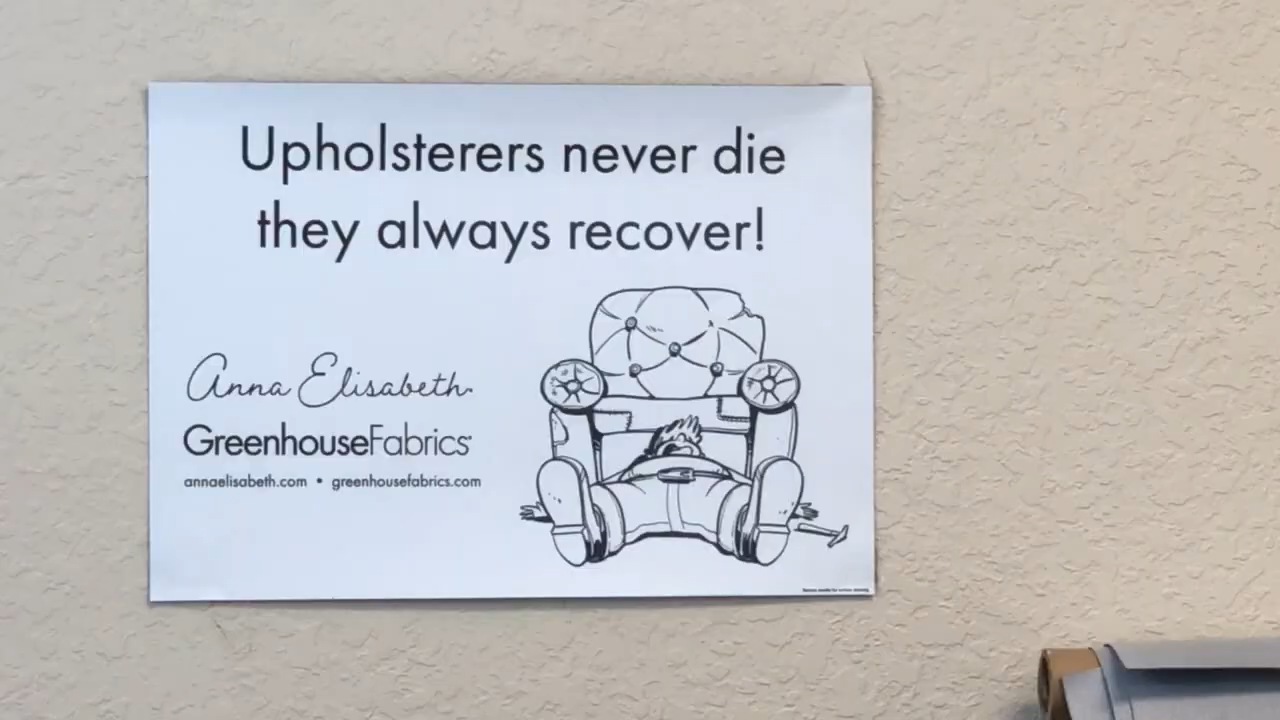 Upholsterers never die
they always recover!
Anna Elisabeth
GreenhouseFabrics
annaelisabeth.com • greenhousefabrics.com